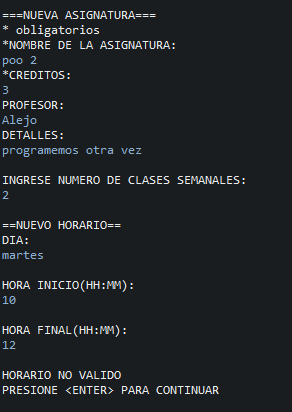 ===NUEVA ASIGNATURA===
* obligatorios
*NOMBRE DE LA ASIGNATURA:
poo 2
*CREDITOS:
3
PROFESOR:
Alejo
DETALLES:
programemos otra vez
INGRESE NUMERO DE CLASES SEMANALES:
2
==NUEVO HORARIO==
DIA:
martes
HORA INICIO(HH:MM):
10
HORA FINAL(HH:MM):
12
HORARIO NO VALIDO
PRESIONE <ENTER> PARA CONTINUAR